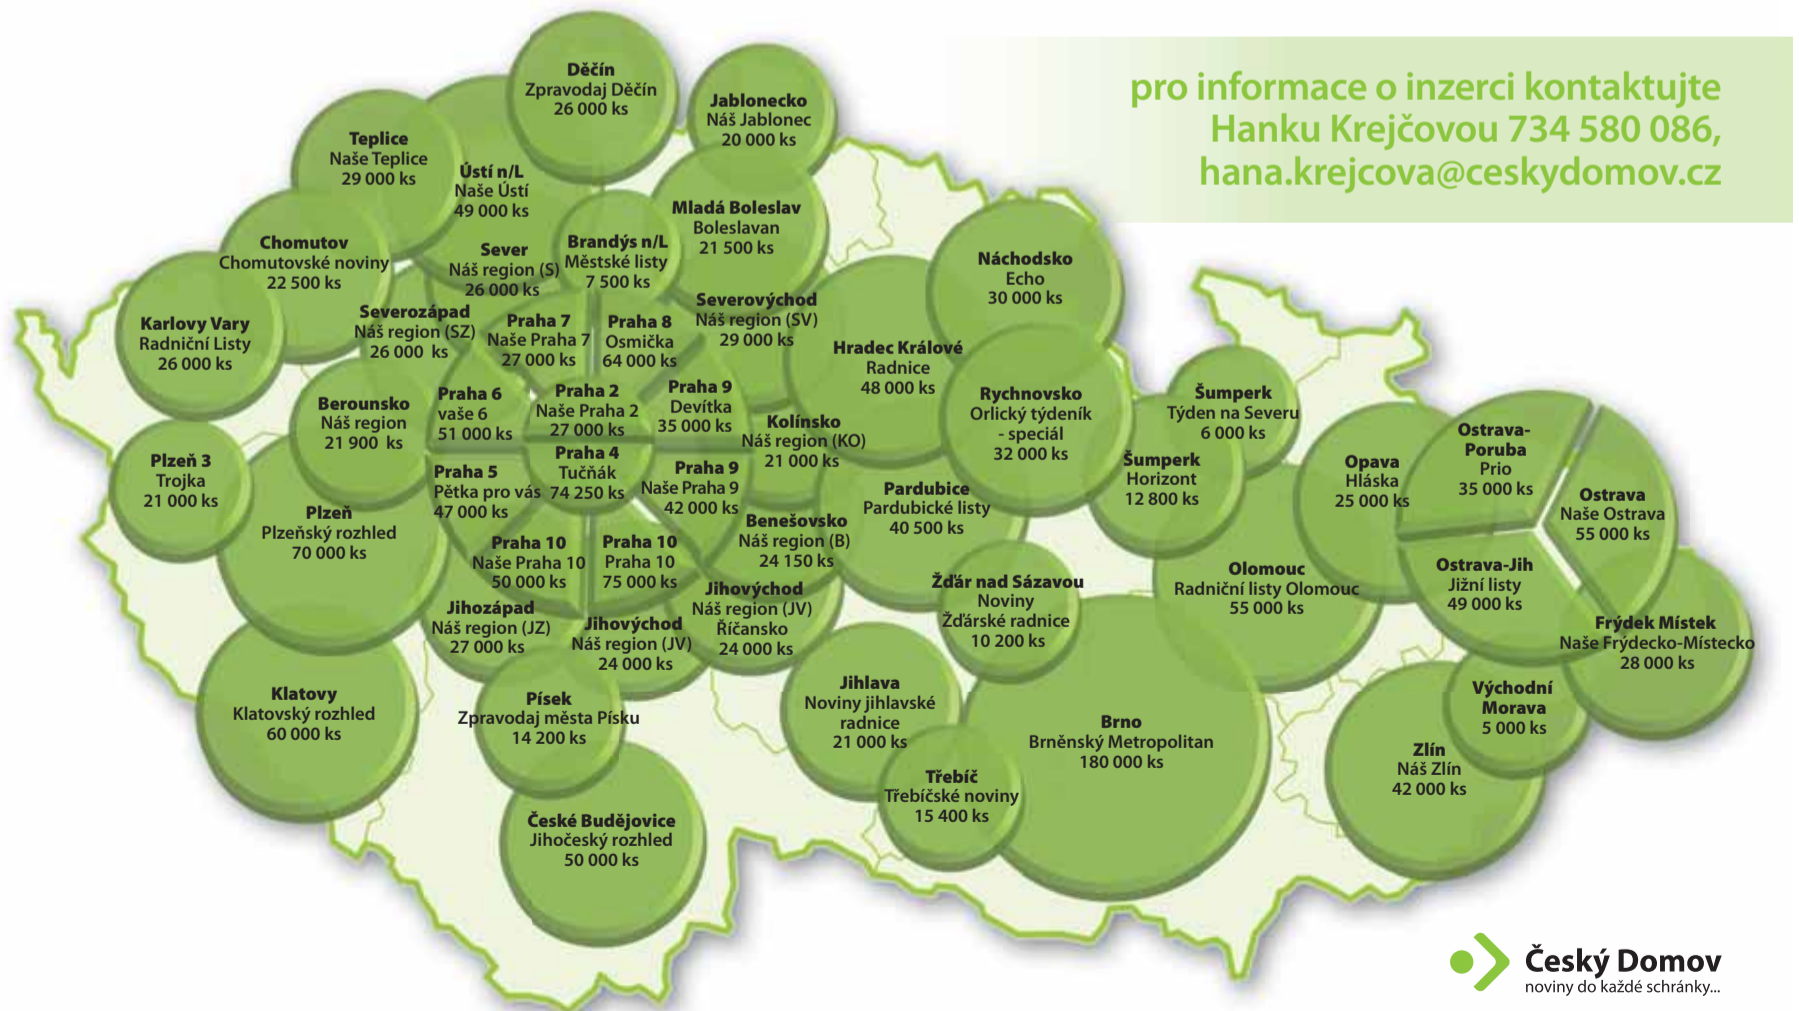 pro informace o inzerci kontaktujte
Hanku Krejčovou 734 580 086,
hana.krejcova@ceskydomov.cz
Děčín
Zpravodaj Děčín
26 000 ks
Jablonecko
Náš Jablonec
20 000 ks
Teplice
Naše Teplice
29 000 ks
Ústí n/L
Naše Ústí
49 000 ks
Mladá Boleslav
Boleslavan
21 500 ks
Chomutov
Chomutovské noviny
22 500 ks
Sever
Náš region (S)
26 000 ks
Brandýs n/L
Městské listy
7 500 ks
Náchodsko
Echo
30 000 ks
Karlovy Vary
Radniční Listy
26 000 ks
Severozápad
Náš region (SZ)
26 000 ks
Praha 7
Naše Praha 7
27 000 ks
Praha 8
Osmička
64 000 ks
Severovýchod
Náš region (SV)
29 000 ks
Hradec Králové
Radnice
48 000 ks
Berounsko
Náš region
21 900 ks
Praha 6
vaše 6
51 000 ks
Praha 2
Naše Praha 2
27 000 ks
Praha 9
Devítka
35 000 ks
Kolínsko
Náš region (KO)
21 000 ks
Rychnovsko
Orlický týdeník
- speciál
32 000 ks
Šumperk
Týden na Severu
6 000 ks
Plzeň 3
Trojka
21 000 ks
Plzeň
Plzeňský rozhled
70 000 ks
Praha 5
Pětka pro vás
47 000 ks
Praha 4
Tučňák
74 250 ks
Praha 9
Naše Praha 9
42 000 ks
Pardubice
Pardubické listy
40 500 ks
Šumperk
Horizont
12 800 ks
Opava
Hláska
25 000 ks
Ostrava-
Poruba
Prio
35 000 ks
Ostrava
Naše Ostrava
55 000 ks
Praha 10
Naše Praha 10
50 000 ks
Praha 10
Praha 10
75 000 ks
Benešovsko
Náš region (B)
24 150 ks
Olomouc
Radniční listy Olomouc
55 000 ks
Ostrava-Jih
Jižní listy
49 000 ks
Jihozápad
Náš region (JZ)
27 000 ks
Jihovýchod
Náš region (JV)
24 000 ks
Jihovýchod
Náš region (JV)
Říčansko
24 000 ks
Žďár nad Sázavou
Noviny
Žďárské radnice
10 200 ks
Frýdek Místek
Naše Frýdecko-Místecko
28 000 ks
Klatovy
Klatovský rozhled
60 000 ks
Písek
Zpravodaj města Písku
14 200 ks
Jihlava
Noviny jihlavské
radnice
21 000 ks
Brno
Brněnský Metropolitan
180 000 ks
Východní
Morava
5 000 ks
Zlín
Náš Zlín
42 000 ks
Třebíč
Třebíčské noviny
15 400 ks
České Budějovice
Jihočeský rozhled
50 000 ks
Český Domov
noviny do každé schránky...